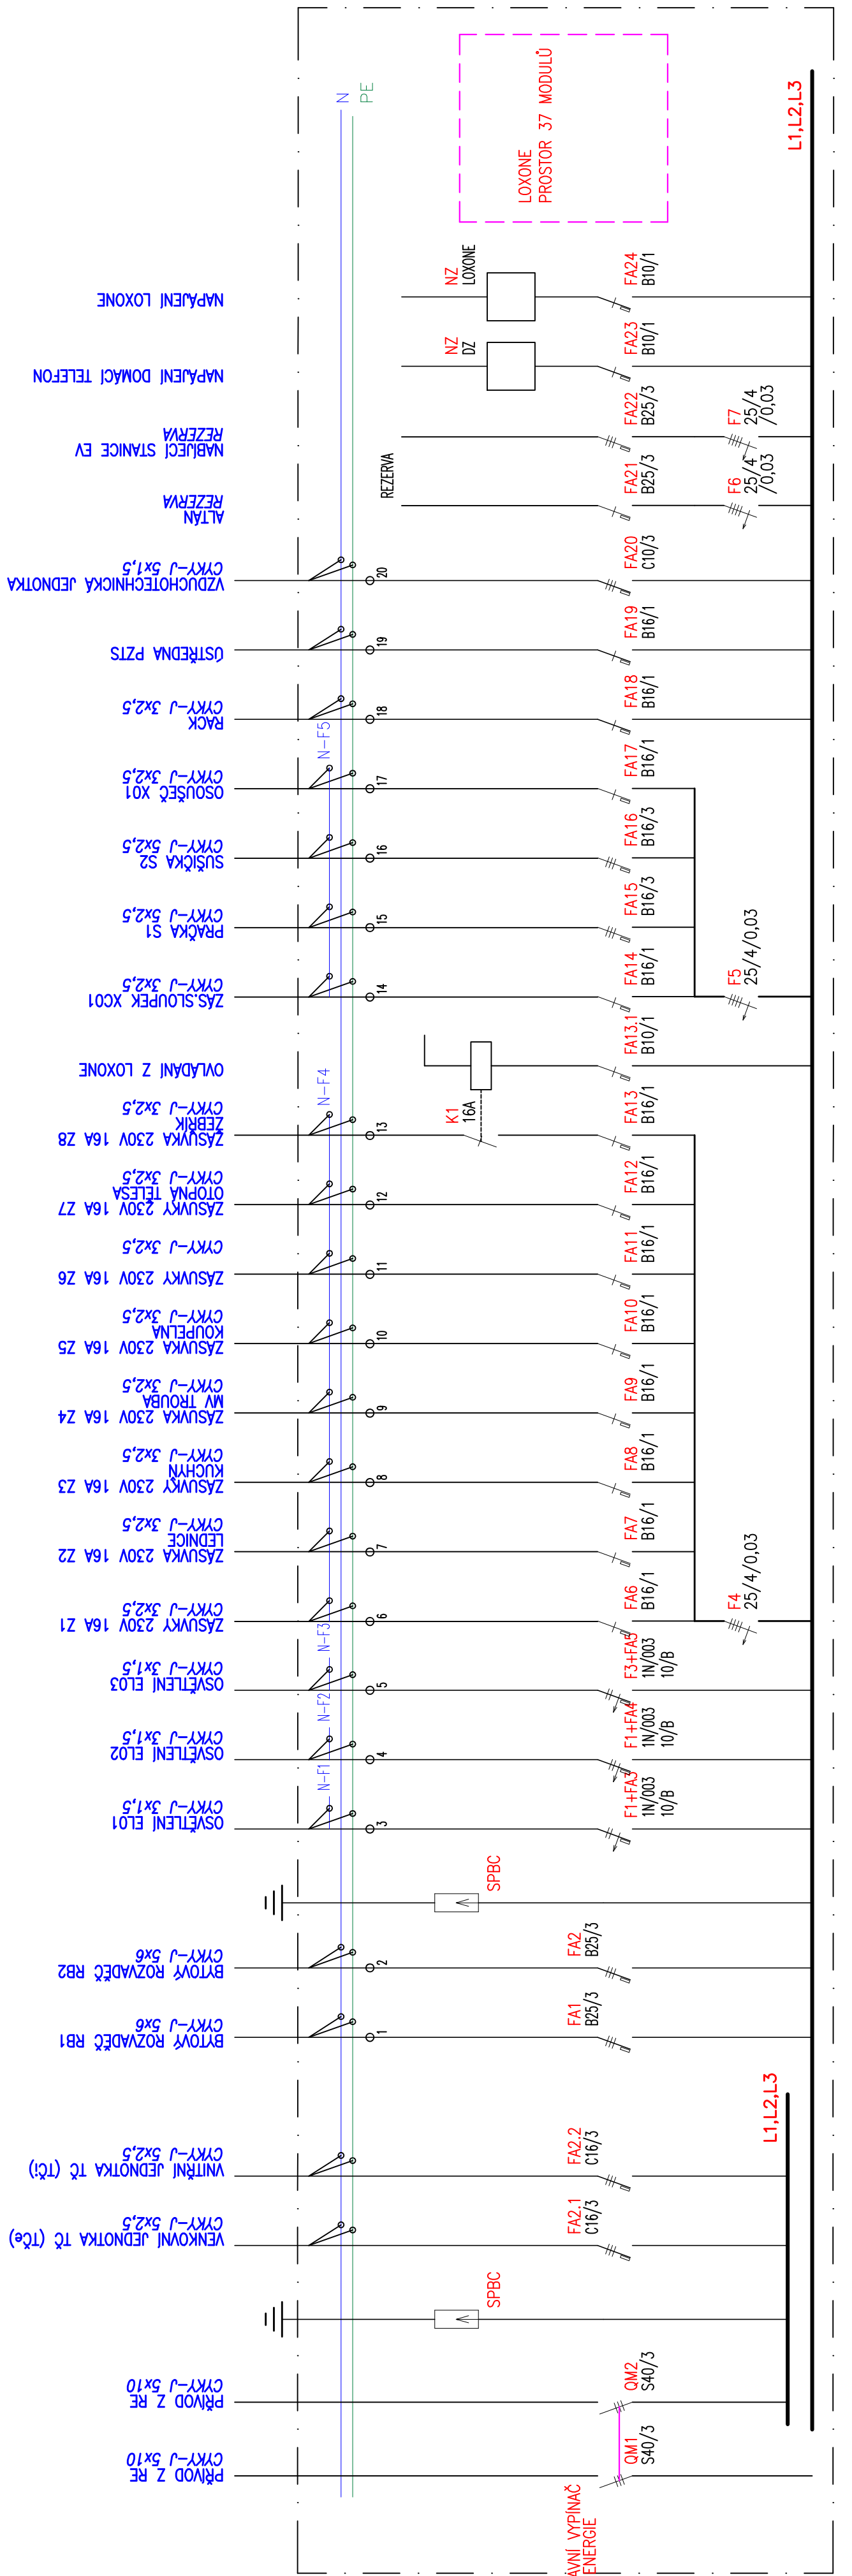 PŘÍVOD Z RE
CYKY-J 5x10
PŘÍVOD Z RE
CYKY-J 5x10
VENKOVNÍ JEDNOTKA TČ (TČe)
CYKY-J 5x2,5
VNITŘNÍ JEDNOTKA TČ (TČi)
CYKY-J 5x2,5
BYTOVÝ ROZVADĚČ RB1
CYKY-J 5x6
BYTOVÝ ROZVADĚČ RB2
CYKY-J 5x6
OSVĚTLENÍ EL01
CYKY-J 3x1,5
OSVĚTLENÍ EL02
CYKY-J 3x1,5
OSVĚTLENÍ EL03
CYKY-J 3x1,5
ZÁSUVKY 230V 16A Z1
CYKY-J 3x2,5
ZÁSUVKA 230V 16A Z2
LEDNICE
CYKY-J 3x2,5
ZÁSUVKY 230V 16A Z3
KUCHYŇ
CYKY-J 3x2,5
ZÁSUVKA 230V 16A Z4
MV TROUBA
CYKY-J 3x2,5
ZÁSUVKA 230V 16A Z5
KOUPELNA
CYKY-J 3x2,5
ZÁSUVKY 230V 16A Z6
CYKY-J 3x2,5
ZÁSUVKY 230V 16A Z7
OTOPNÁ TĚLESA
CYKY-J 3x2,5
ZÁSUVKA 230V 16A Z8
ŽEBŘÍK
CYKY-J 3x2,5
OVLÁDÁNÍ Z LOXONE
ZÁS.SLOUPEK XC01
CYKY-J 3x2,5
PRAČKA S1
CYKY-J 5x2,5
SUŠIČKA S2
CYKY-J 5x2,5
OSOUŠEČ X01
CYKY-J 3x2,5
RACK
CYKY-J 3x2,5
ÚSTŘEDNA PZTS
VZDUCHOTECHNICKÁ JEDNOTKA
CYKY-J 5x1,5
ALTÁN
REZERVA
NABÍJECÍ STANICE EV
REZERVA
NAPÁJENÍ DOMÁCÍ TELEFON
NAPÁJENÍ LOXONE
N-F1
N-F2
N-F3
N-F4
N-F5
N
PE
1
2
3
4
5
6
7
8
9
10
11
12
13
14
15
16
17
18
19
20
REZERVA
SPBC
SPBC
K1
16A
NZ
DZ
NZ
LOXONE
LOXONE
PROSTOR 37 MODULŮ
AVNÍ VYPÍNAČ
ENERGIE
QM1
S40/3
QM2
S40/3
FA2.1
C16/3
FA2.2
C16/3
FA1
B25/3
FA2
B25/3
F1+FA3
1N/003
10/B
F1+FA4
1N/003
10/B
F3+FA5
1N/003
10/B
FA6
B16/1
FA7
B16/1
FA8
B16/1
FA9
B16/1
FA10
B16/1
FA11
B16/1
FA12
B16/1
FA13
B16/1
FA13.1
B10/1
FA14
B16/1
FA15
B16/3
FA16
B16/3
FA17
B16/1
FA18
B16/1
FA19
B16/1
FA20
C10/3
FA21
B25/3
FA22
B25/3
FA23
B10/1
FA24
B10/1
F4
25/4/0,03
F5
25/4/0,03
F6
25/4
/0,03
F7
25/4
/0,03
L1,L2,L3
L1,L2,L3